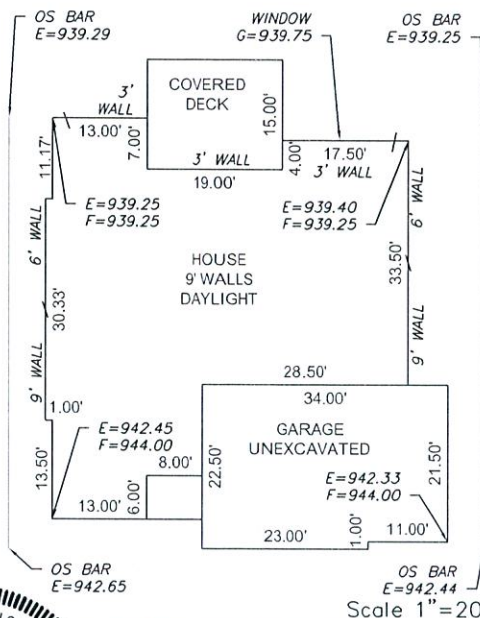 OS BAR
E=939.29
WINDOW
G=939.75
OS BAR
E=939.25
COVERED
DECK
3'
WALL
13.00'
7.00'
15.00'
3' WALL
19.00'
4.00'
17.50'
3' WALL
11.17'
E=939.25
F=939.25
E=939.40
F=939.25
6' WALL
6' WALL
HOUSE
9' WALLS
DAYLIGHT
30.33'
33.50'
9' WALL
9' WALL
28.50'
34.00'
1.00'
GARAGE
UNEXCAVATED
E=942.45
F=944.00
8.00'
22.50'
21.50'
13.50'
E=942.33
F=944.00
13.00'
6.00'
23.00'
1.00'
11.00'
OS BAR
E=942.65
OS BAR
E=942.44
Scale 1"=20